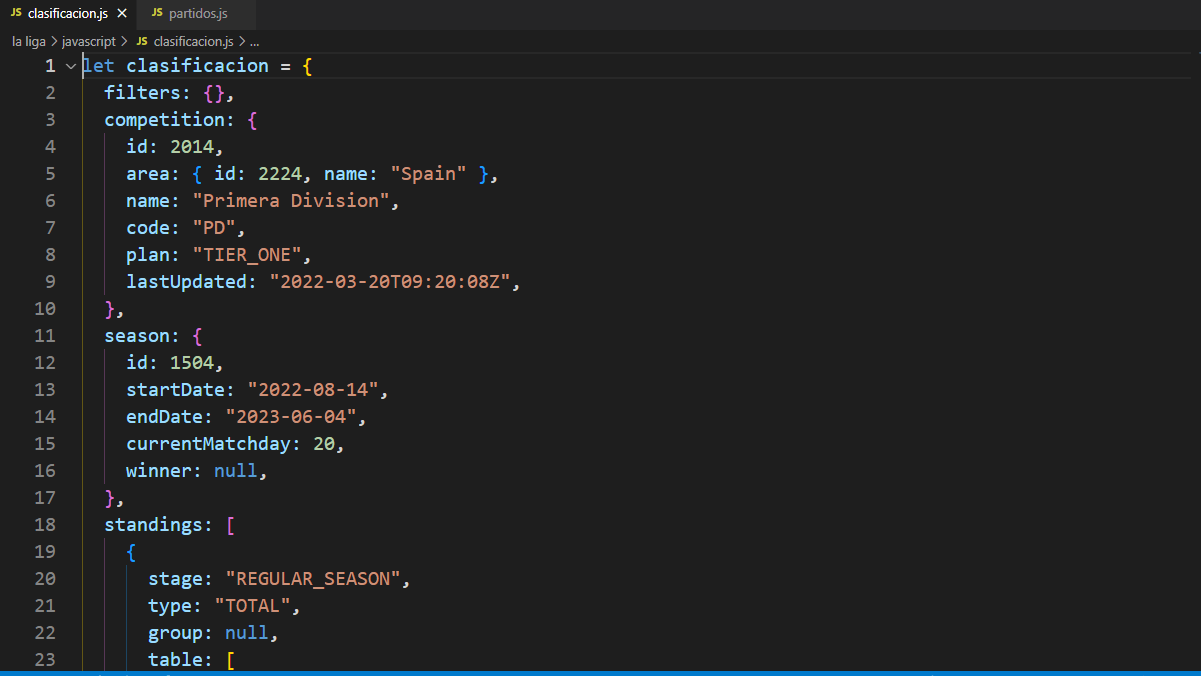 JS clasificacion.js × JS partidos.js
la liga > javascript > JS clasificacion.js > ...
1 let clasificacion = {
2 filters: {},
3 competition: {
4 id: 2014,
5 area: { id: 2224, name: "Spain" },
6 name: "Primera Division",
7 code: "PD",
8 plan: "TIER_ONE",
9 lastUpdated: "2022-03-20T09:20:08Z",
10 },
11 season: {
12 id: 1504,
13 startDate: "2022-08-14",
14 endDate: "2023-06-04",
15 currentMatchday: 20,
16 winner: null,
17 },
18 standings: [
19 {
20 stage: "REGULAR_SEASON",
21 type: "TOTAL",
22 group: null,
23 table: [